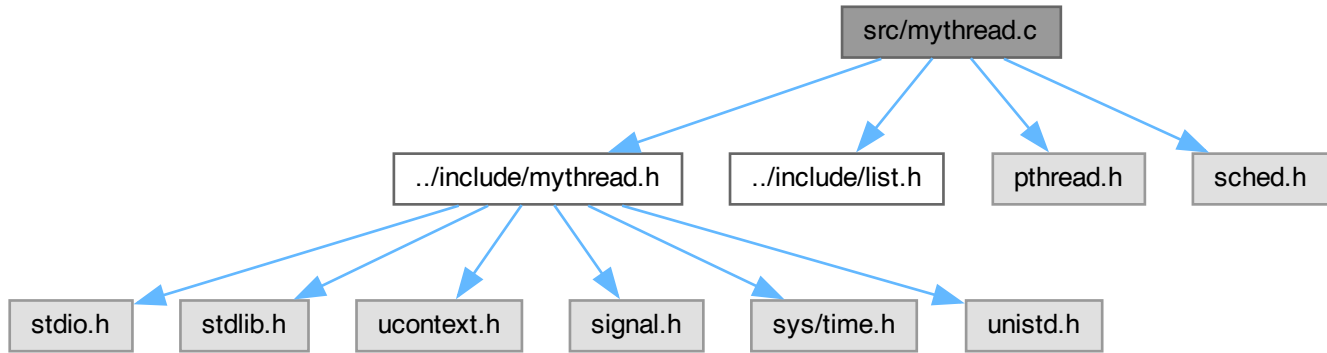 src/mythread.c
../include/mythread.h
../include/list.h
pthread.h
sched.h
stdio.h
stdlib.h
ucontext.h
signal.h
sys/time.h
unistd.h